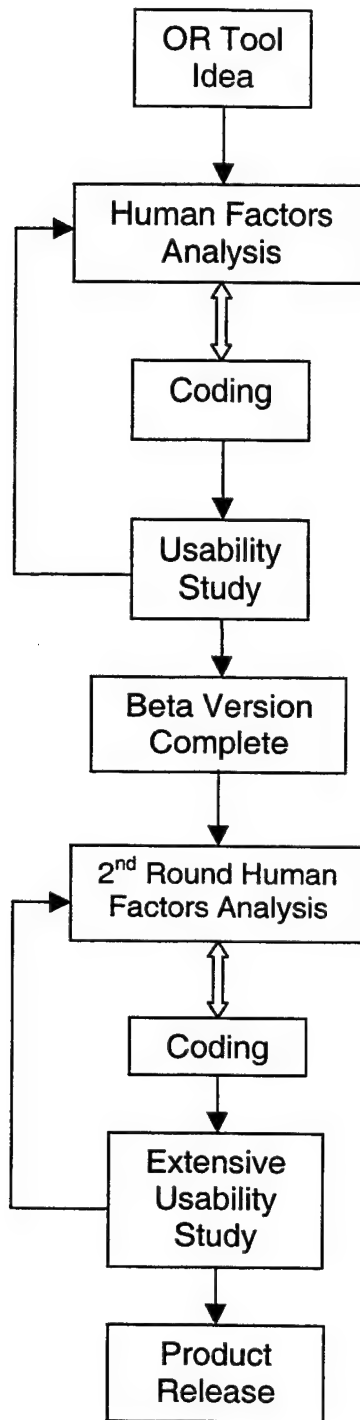 OR Tool
Idea
Human Factors
Analysis
Coding
Usability
Study
Beta Version
Complete
2nd Round Human
Factors Analysis
Coding
Extensive
Usability
Study
Product
Release